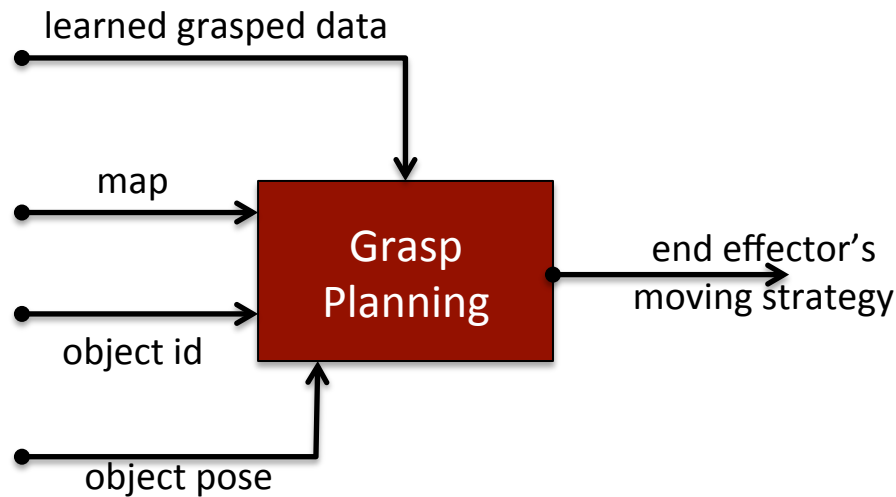 learned grasped data
map
Grasp
Planning
end effector’s
moving strategy
object id
object pose